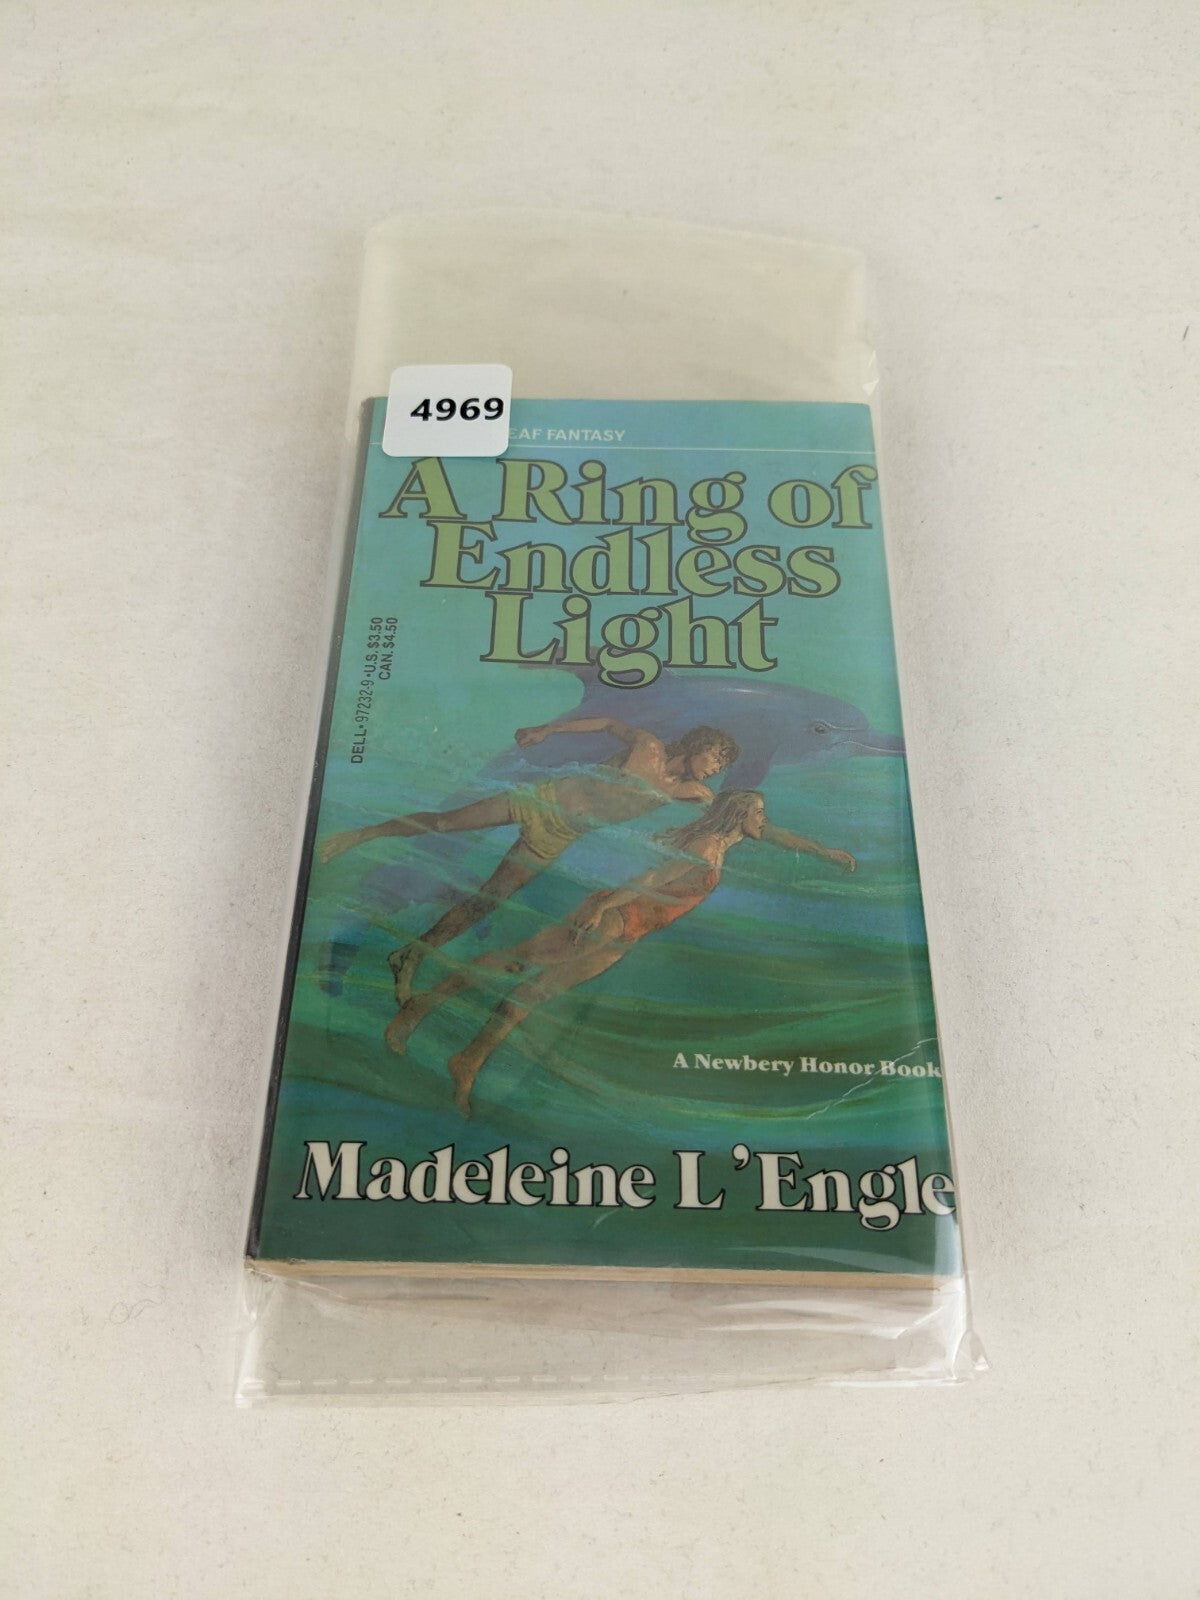 4969
EAF FANTASY
A Ring of
Endless
Light
DELL • 97232-9 • U.S. $3.50
CAN. $4.50
A Newbery Honor Book
Madeleine L'Engle